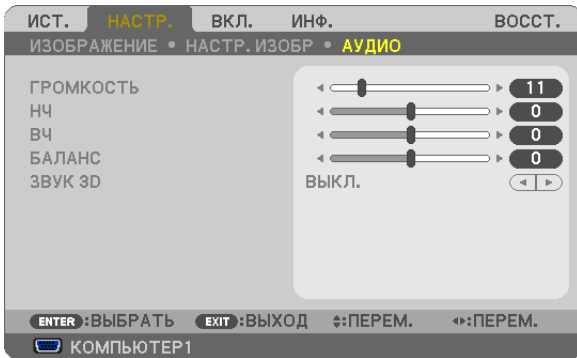 ИСТ. НАСТР. ВКЛ. ИНФ. ВОССТ.
ИЗОБРАЖЕНИЕ • НАСТР.ИЗОБР • АУДИО
ГРОМКОСТЬ 11
НЧ 0
ВЧ 0
БАЛАНС 0
ЗВУК 3D ВЫКЛ.
ENTER:ВЫБРАТЬ EXIT:ВЫХОД :ПЕРЕМ. :ПЕРЕМ.
КОМПЬЮТЕР1